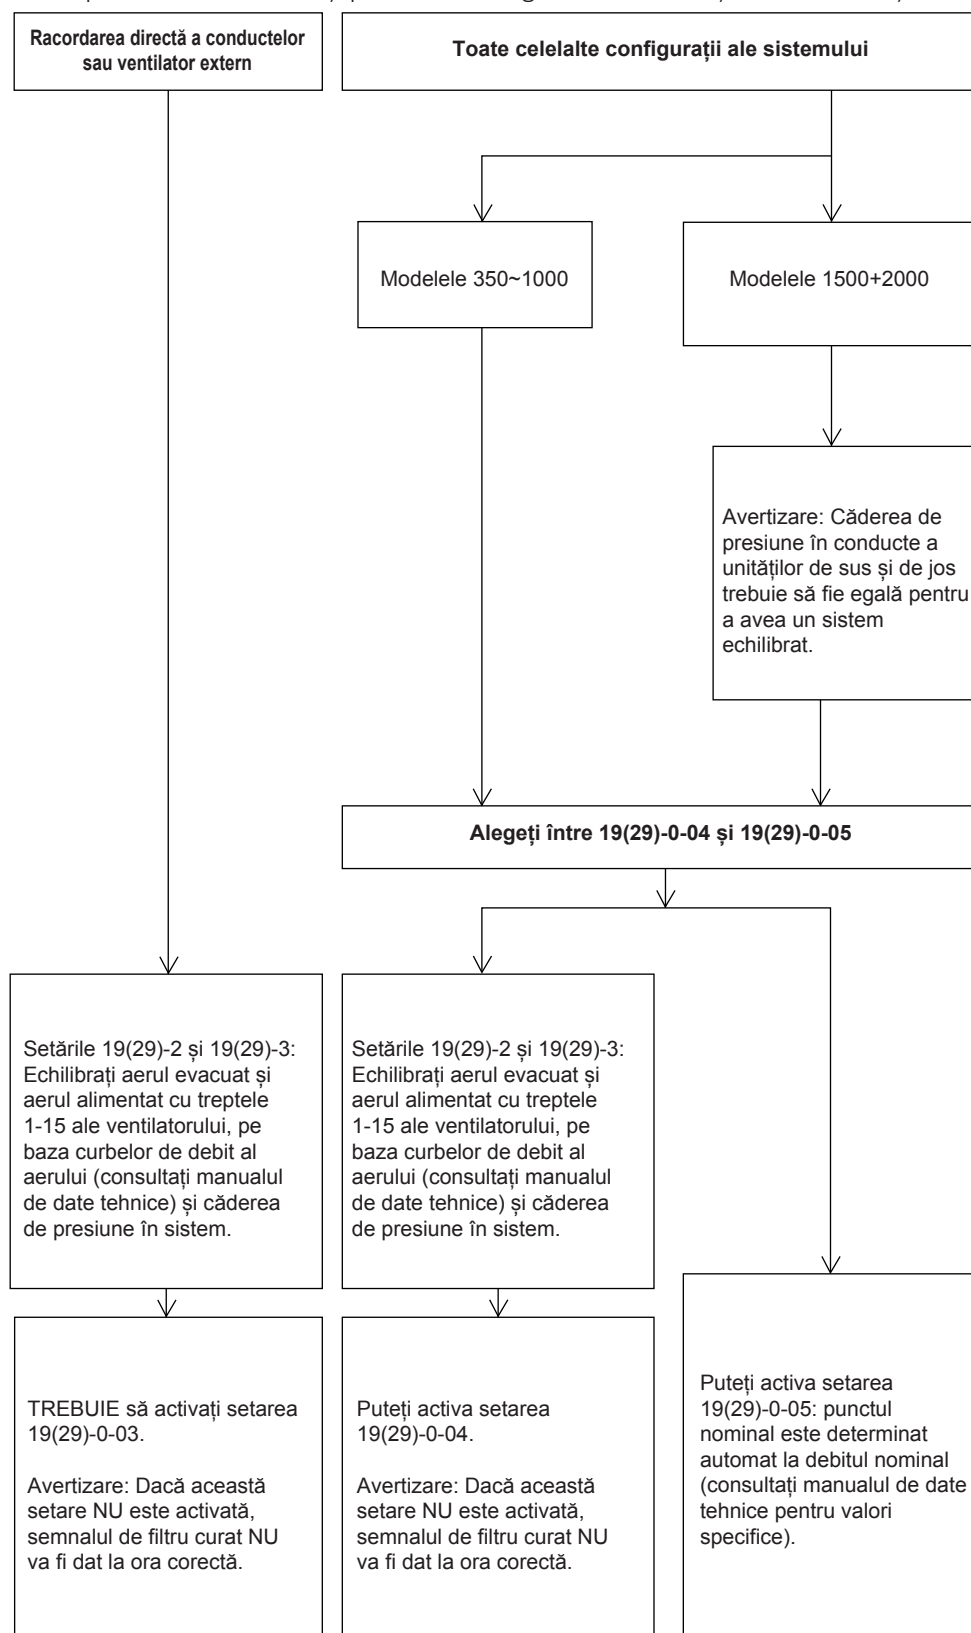 Racordarea directă a conductelor
sau ventilator extern
Toate celelalte configurații ale sistemului
Modelele 350~1000
Modelele 1500+2000
Avertizare: Căderea de
presiune în conducte a
unităților de sus și de jos
trebuie să fie egală pentru
a avea un sistem
echilibrat.
Alegeți între 19(29)-0-04 și 19(29)-0-05
Setările 19(29)-2 și 19(29)-3:
Echilibrați aerul evacuat și
aerul alimentat cu treptele
1-15 ale ventilatorului, pe
baza curbelor de debit al
aerului (consultați manualul
de date tehnice) și căderea
de presiune în sistem.
Setările 19(29)-2 și 19(29)-3:
Echilibrați aerul evacuat și
aerul alimentat cu treptele
1-15 ale ventilatorului, pe
baza curbelor de debit al
aerului (consultați manualul
de date tehnice) și căderea
de presiune în sistem.
TREBUIE să activați setarea
19(29)-0-03.
Avertizare: Dacă această
setare NU este activată,
semnalul de filtru curat NU
va fi dat la ora corectă.
Puteți activa setarea
19(29)-0-04.
Avertizare: Dacă această
setare NU este activată,
semnalul de filtru curat NU
va fi dat la ora corectă.
Puteți activa setarea
19(29)-0-05: punctul
nominal este determinat
automat la debitul nominal
(consultați manualul de date
tehnice pentru valori
specifice).